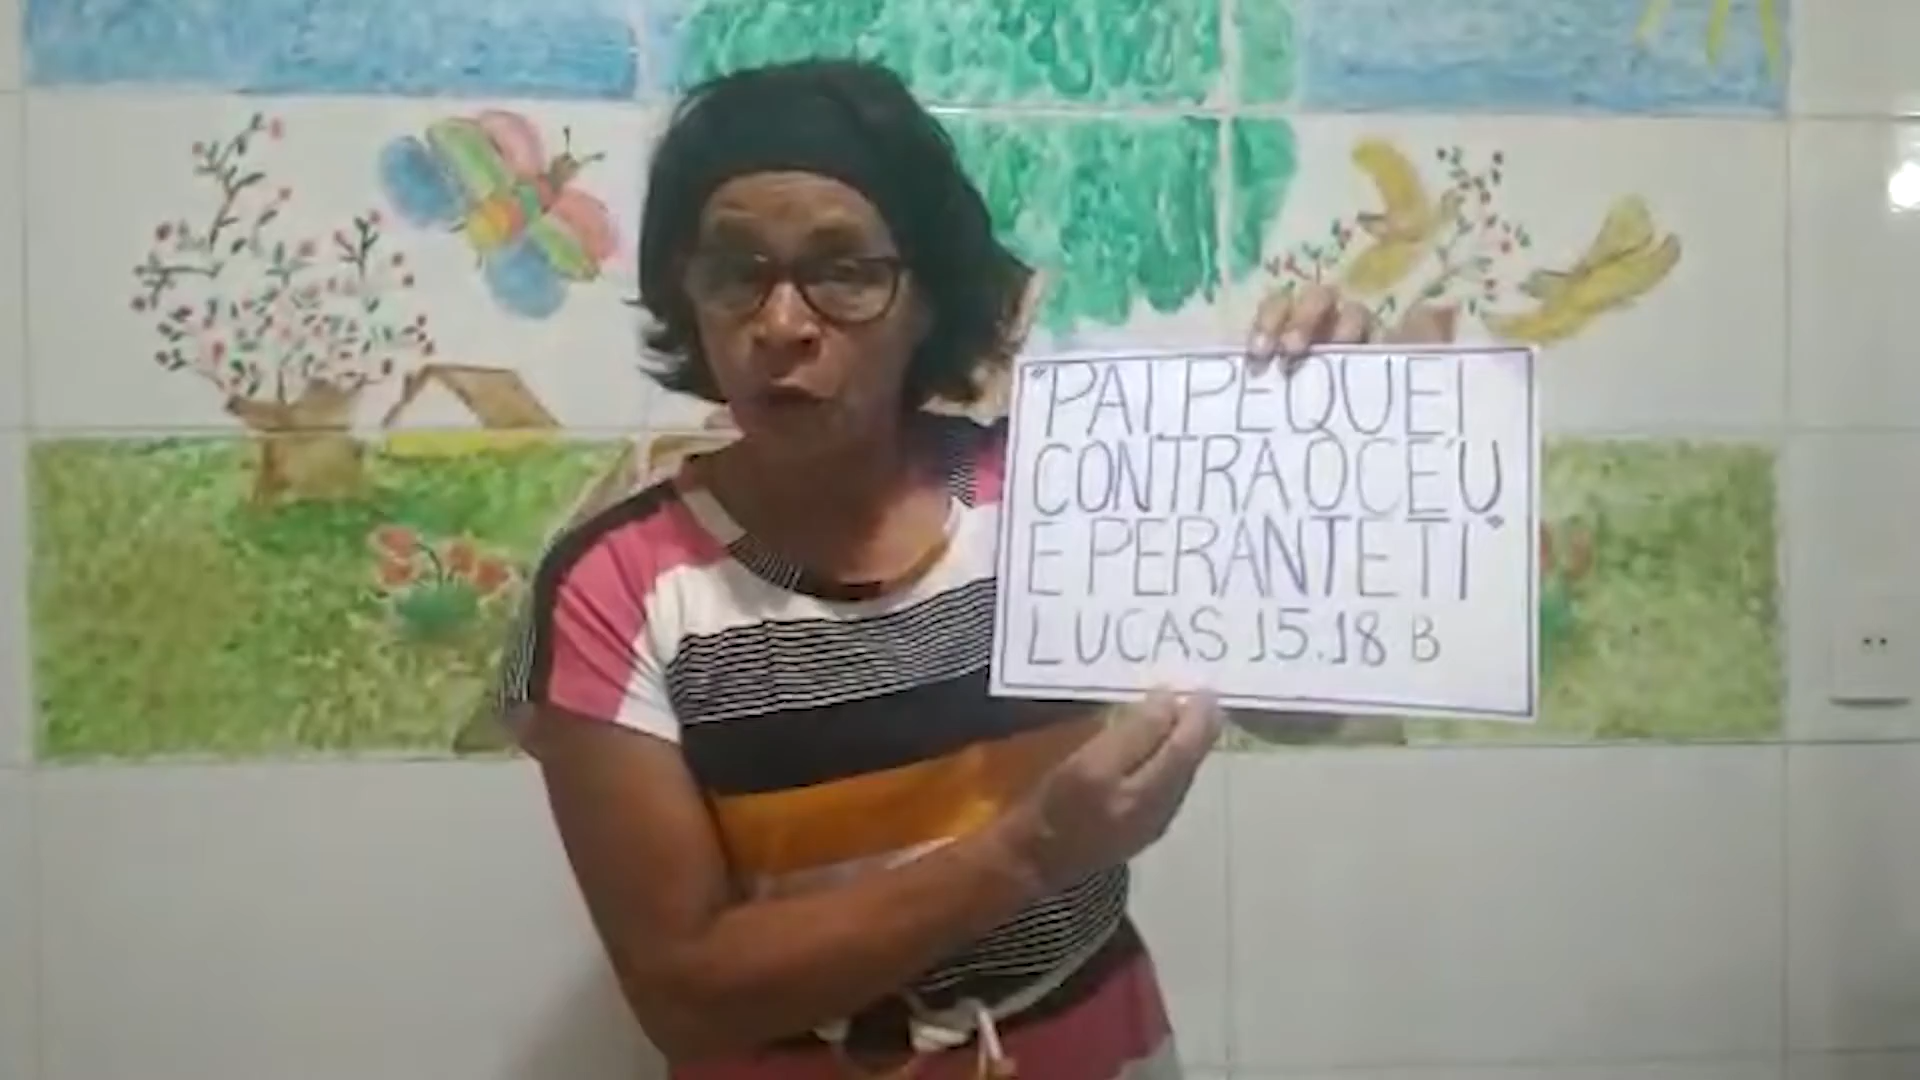 "PAI PEQUEI
CONTRA O CÉU
E PERANTE TI"
LUCAS 15.18 B